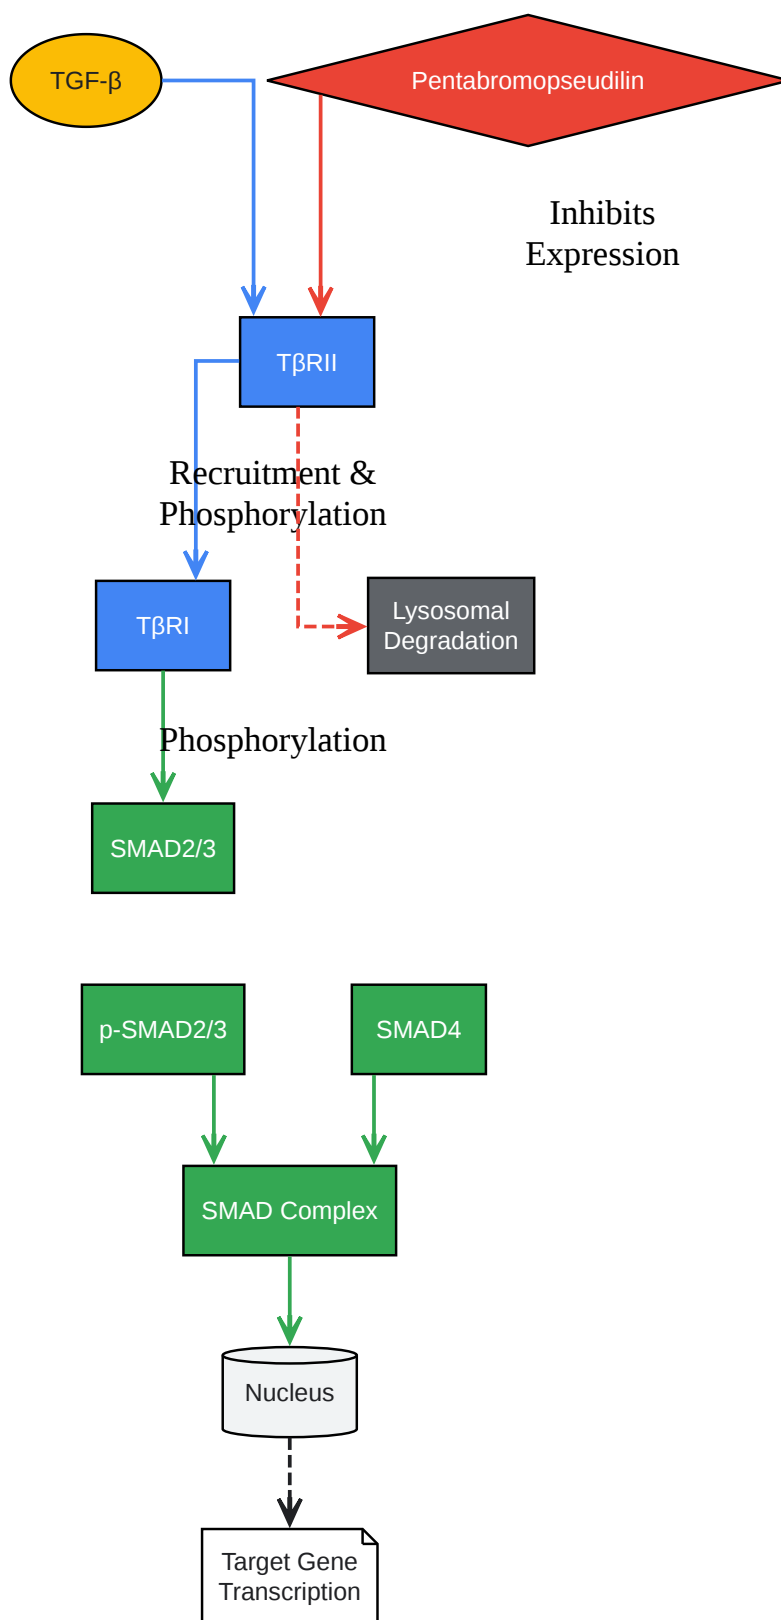 TGF-β
Pentabromopseudilin
Inhibits
Expression
TβRII
Recruitment &
Phosphorylation
TβRI
Lysosomal
Degradation
Phosphorylation
SMAD2/3
p-SMAD2/3
SMAD4
SMAD Complex
Nucleus
Target Gene
Transcription